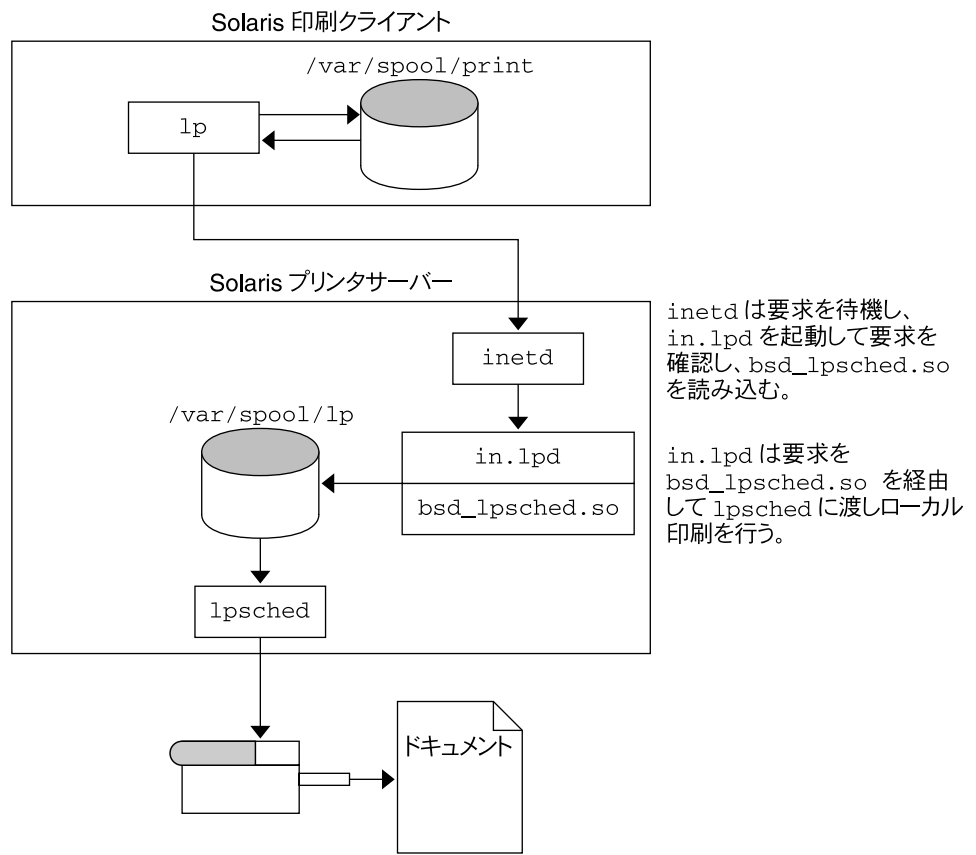 Solaris 印刷クライアント
/var/spool/print
lp
Solaris プリンタサーバー
inetd
/var/spool/lp
in.lpd
bsd_lpsched.so
lpsched
ドキュメント
inetd は要求を待機し、
in.lpd を起動して要求を
確認し、bsd_lpsched.so
を読み込む。
in.lpd は要求を
bsd_lpsched.so を経由
して lpsched に渡しローカル
印刷を行う。